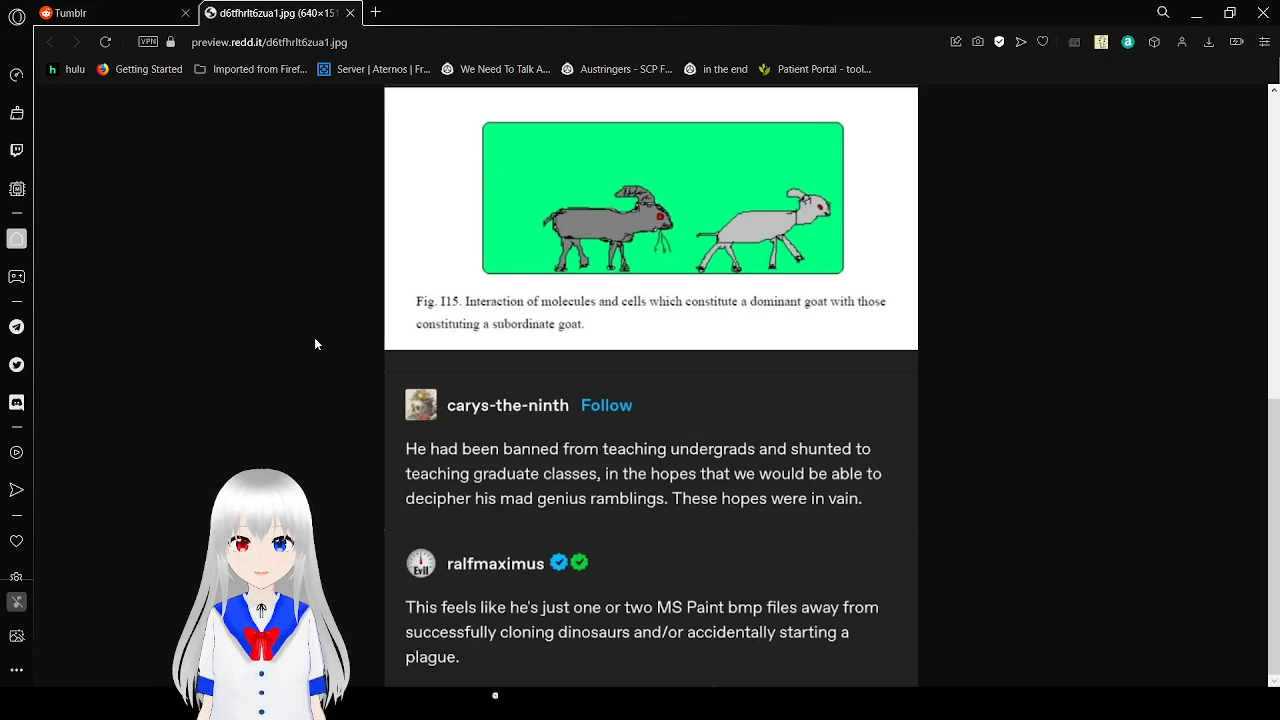 Tumblr
d6tfhrlt6zua1.jpg (640×151
VPN
preview.redd.it/d6tfhrlt6zua1.jpg
hulu
Getting Started
Imported from Firef...
Server | Aternos | Fr...
We Need To Talk A...
Austringers - SCP F...
in the end
Patient Portal - tool...
Fig. I15. Interaction of molecules and cells which constitute a dominant goat with those
constituting a subordinate goat.
carys-the-ninth Follow
He had been banned from teaching undergrads and shunted to
teaching graduate classes, in the hopes that we would be able to
decipher his mad genius ramblings. These hopes were in vain.
Evil
ralfmaximus
This feels like he's just one or two MS Paint bmp files away from
successfully cloning dinosaurs and/or accidentally starting a
plague.